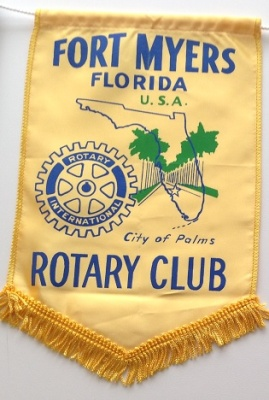 FORT MYERS
FLORIDA
U.S.A.
ROTARY
INTERNATIONAL
City of Palms
ROTARY CLUB